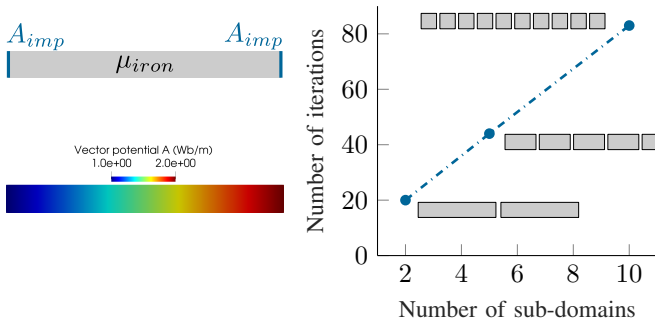 A_imp A_imp
μ_iron
Vector potential A (Wb/m)
1.0e+00 2.0e+00
Number of iterations
80
60
40
20
0
2 4 6 8 10
Number of sub-domains